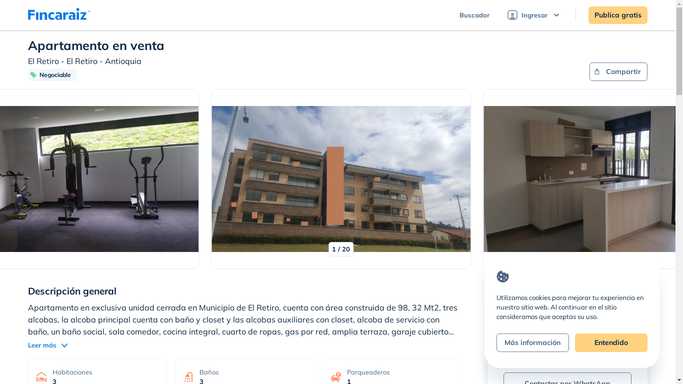 Fincaraiz
Buscador
Ingresar
Publica gratis
Apartamento en venta
El Retiro - El Retiro - Antioquia
Negociable
Compartir
1 / 20
Descripción general
Apartamento en exclusiva unidad cerrada en Municipio de El Retiro, cuenta con área construida de 98, 32 Mt2, tres
alcobas, la alcoba principal cuenta con baño y closet y las alcobas auxiliares con closet, alcoba de servicio con
baño, un baño social, sala comedor, cocina integral, cuarto de ropas, gas por red, amplia terraza, garaje cubierto...
Leer más
Habitaciones
3
Baños
3
Parqueaderos
1
Utilizamos cookies para mejorar tu experiencia en
nuestro sitio web. Al continuar en el sitio
consideramos que aceptas su uso.
Más información
Entendido
Contactar por WhatsApp